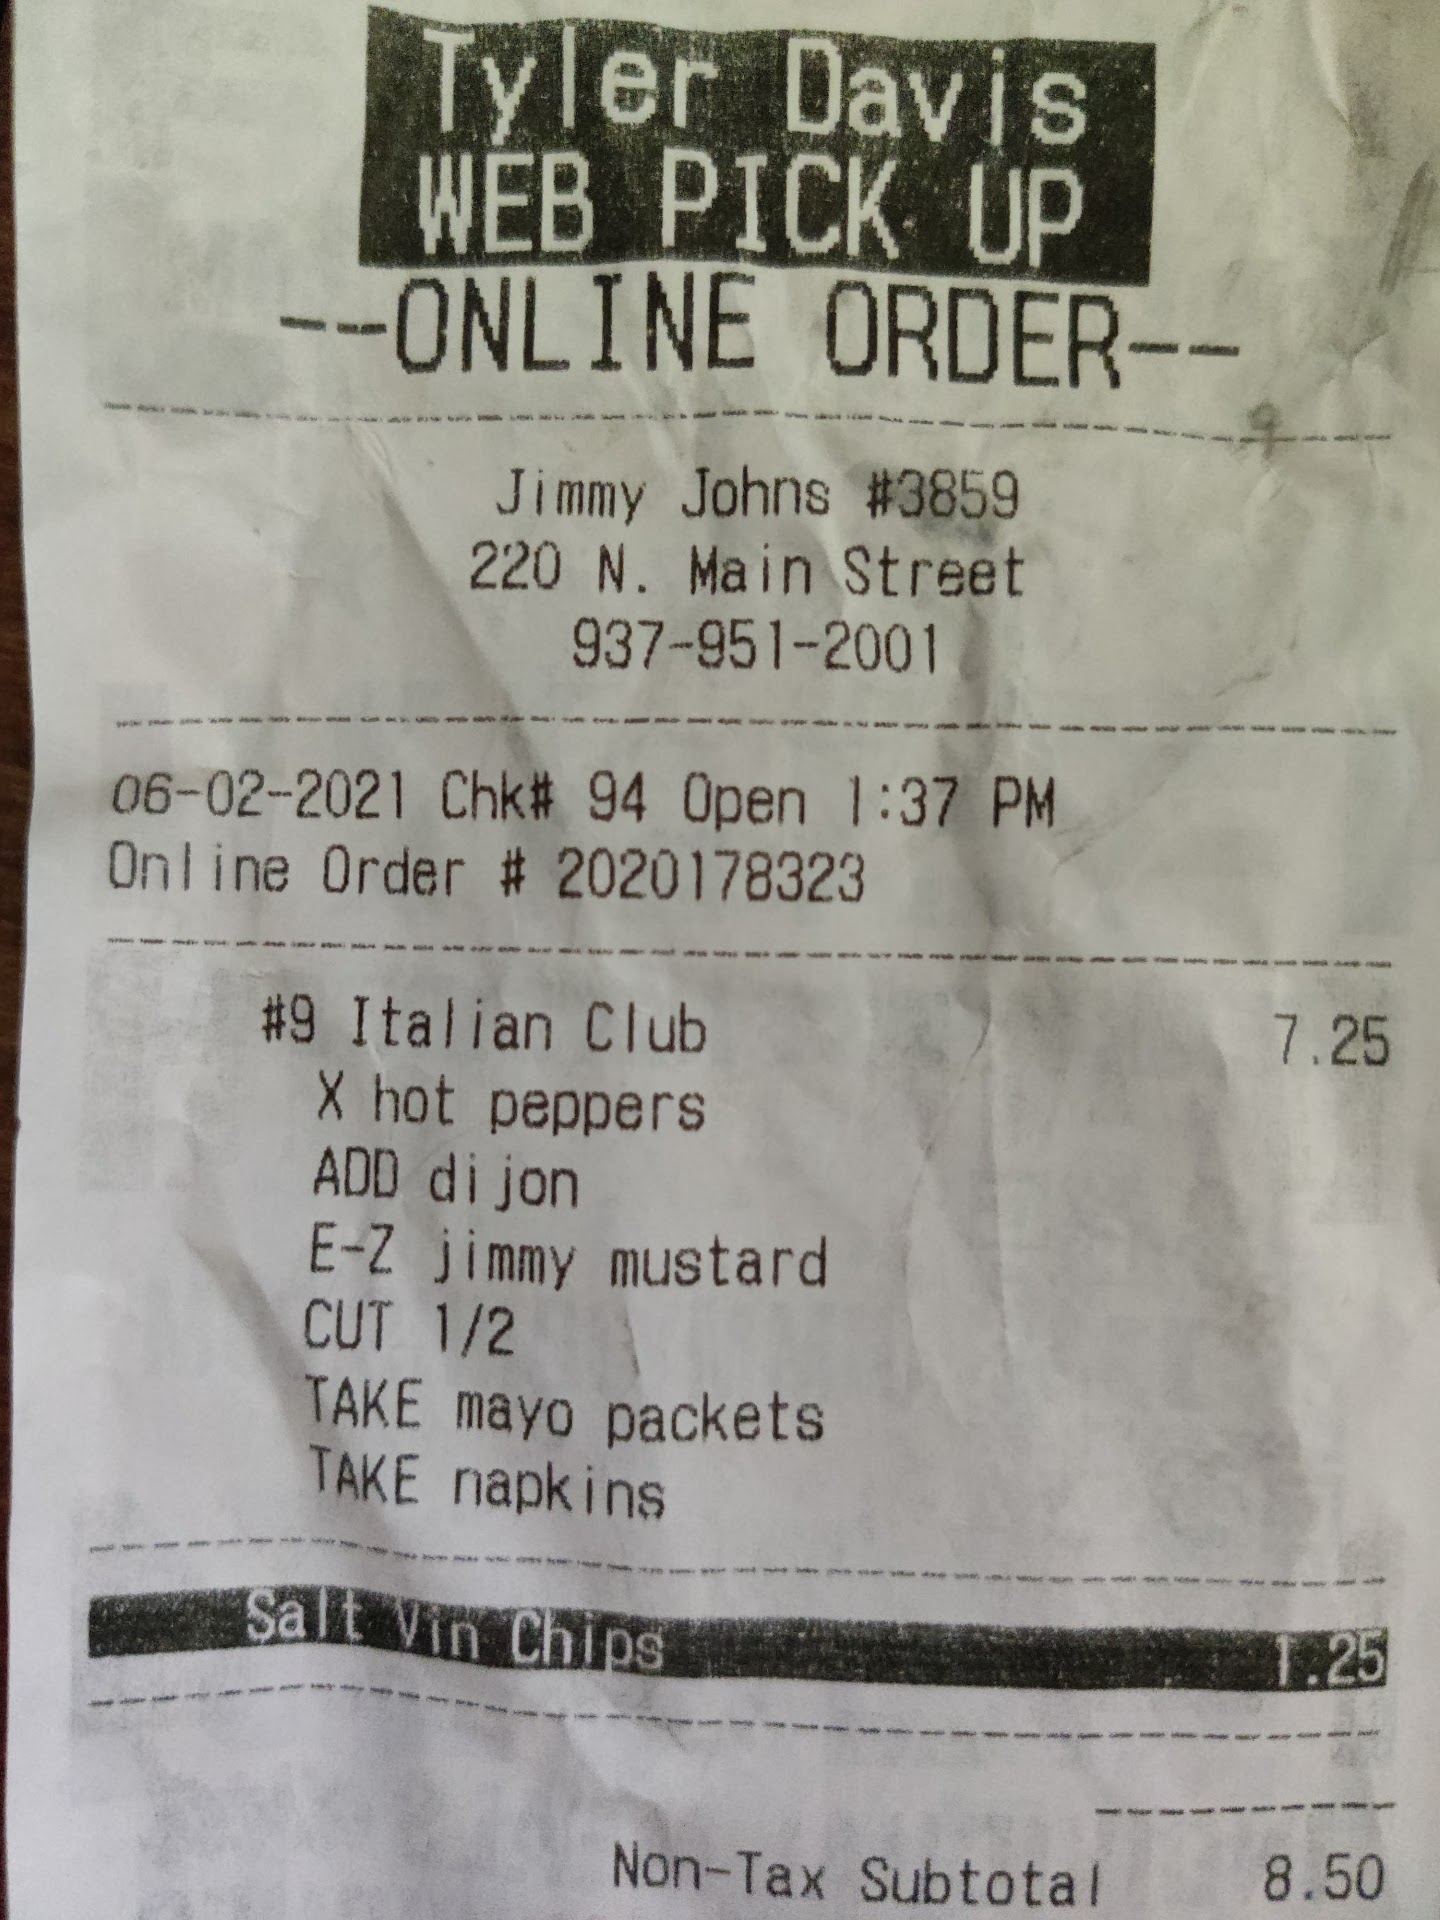 Tyler Davis
WEB PICK UP
--ONLINE ORDER--
Jimmy Johns #3859
220 N. Main Street
937-951-2001
06-02-2021 Chk# 94 Open 1:37 PM
Online Order # 2020178323
#9 Italian Club 7.25
X hot peppers
ADD dijon
E-Z jimmy mustard
CUT 1/2
TAKE mayo packets
TAKE napkins
Salt Vin Chips 1.25
Non-Tax Subtotal 8.50